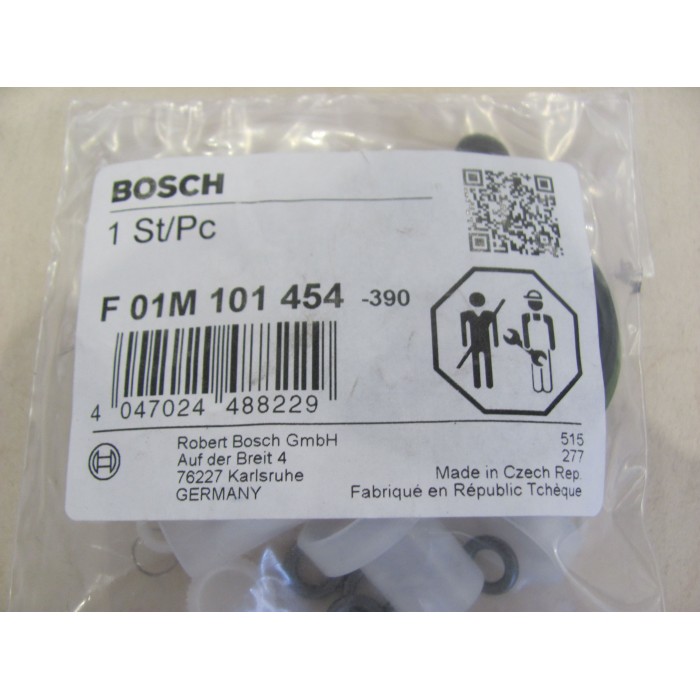 BOSCH
1 St/Pc
F 01M 101 454 -390
4 047024 488229
Robert Bosch GmbH
Auf der Breit 4
76227 Karlsruhe
GERMANY
515
277
Made in Czech Rep.
Fabriqué en Républic Tchèque